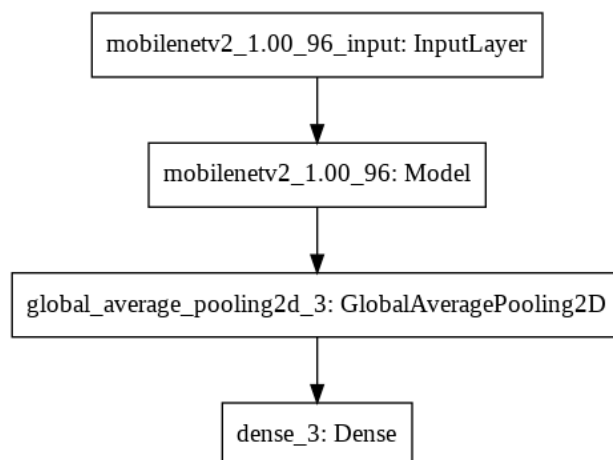 mobilenetv2_1.00_96_input: InputLayer
mobilenetv2_1.00_96: Model
global_average_pooling2d_3: GlobalAveragePooling2D
dense_3: Dense